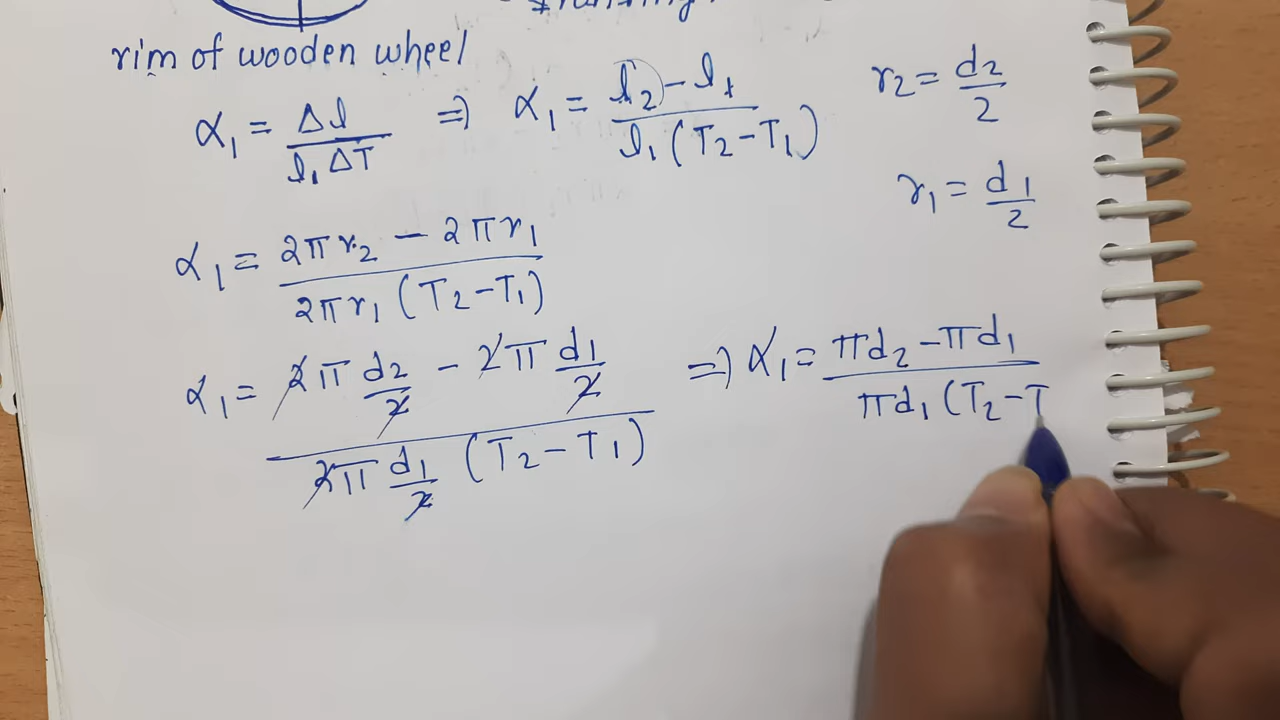 rim of wooden wheel
α₁ = Δl / l₁ ΔT ⇒ α₁ = l₂ - l₁ / l₁ (T₂ - T₁)
r₂ = d₂ / 2
r₁ = d₁ / 2
α₁ = 2πr₂ - 2πr₁ / 2πr₁ (T₂ - T₁)
α₁ = 2π d₂/2 - 2π d₁/2 / 2π d₁/2 (T₂ - T₁)
⇒ α₁ = πd₂ - πd₁ / πd₁ (T₂ - T